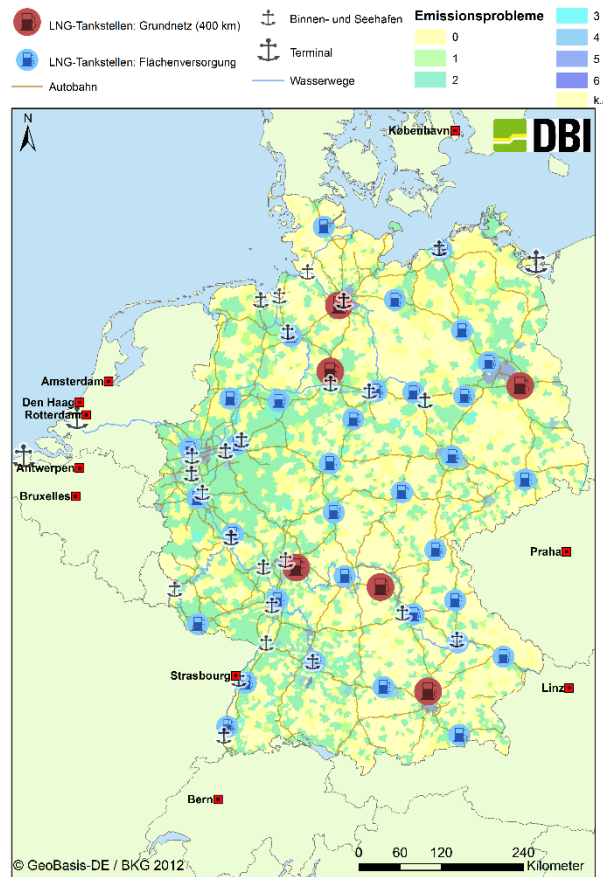 LNG-Tankstellen: Grundnetz (400 km)
LNG-Tankstellen: Flächenversorgung
Autobahn
Binnen- und Seehafen
Terminal
Wasserwege
Emissionsprobleme
0
1
2
3
4
5
6
k.
N
DBI
København
Amsterdam
Den Haag
Rotterdam
Antwerpen
Bruxelles
Praha
Strasbourg
Linz
Bern
© GeoBasis-DE / BKG 2012
0 60 120 240
Kilometer